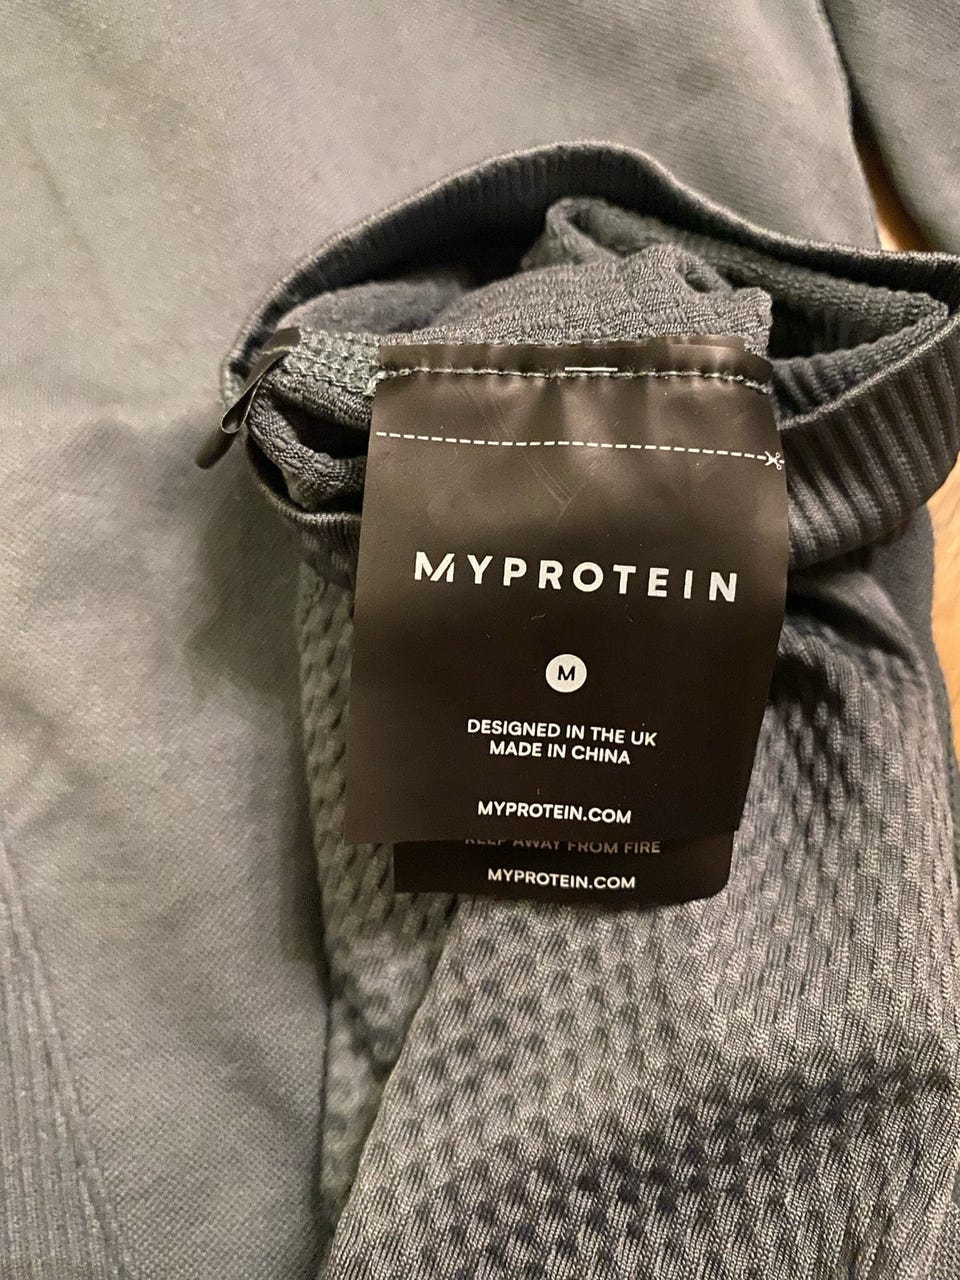 MYPROTEIN
M
DESIGNED IN THE UK
MADE IN CHINA
MYPROTEIN.COM
KEEP AWAY FROM FIRE
MYPROTEIN.COM